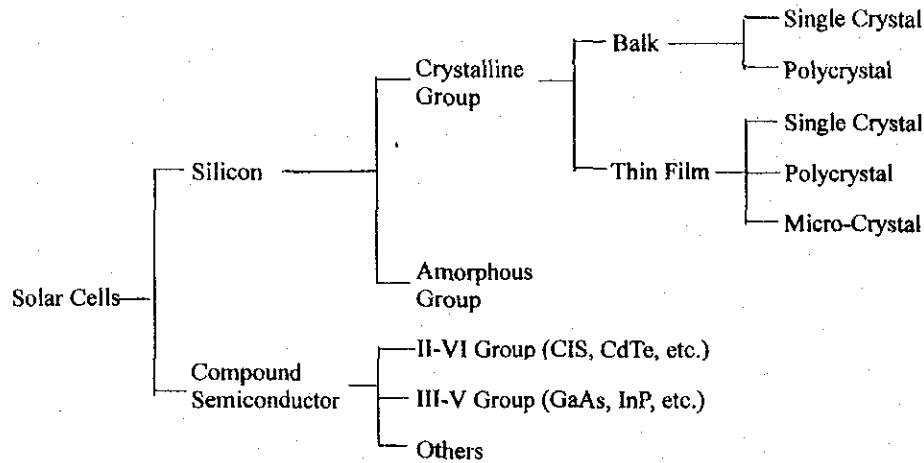 Single Crystal
Balk
Polycrystal
Crystalline
Group
Single Crystal
Silicon
Thin Film
Polycrystal
Micro-Crystal
Amorphous
Group
Solar Cells
II-VI Group (CIS, CdTe, etc.)
Compound
Semiconductor
III-V Group (GaAs, InP, etc.)
Others